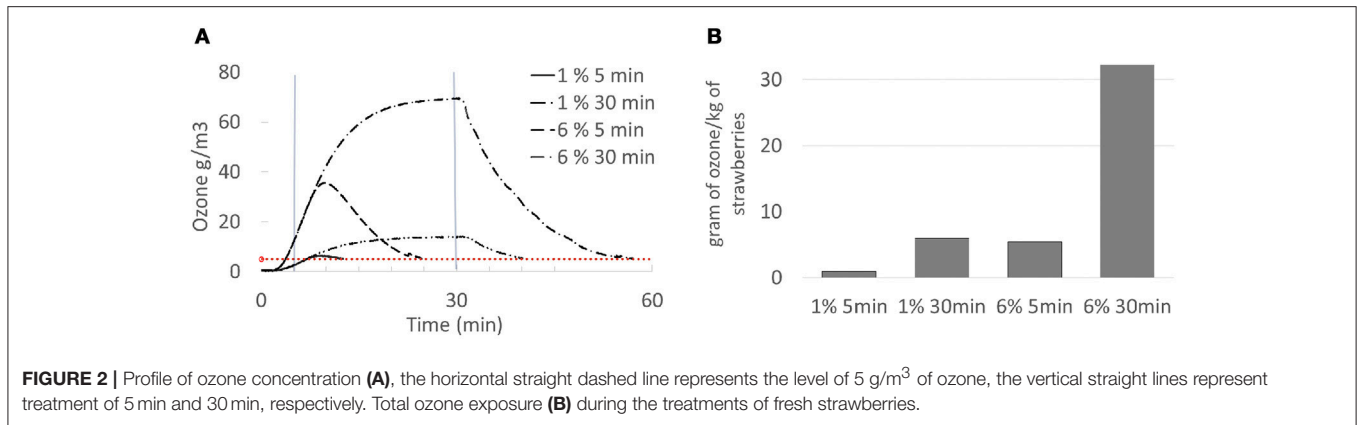 A
Ozone g/m3
80
60
40
20
0
0
30
60
Time (min)
1 % 5 min
1 % 30 min
6 % 5 min
6 % 30 min
B
gram of ozone/kg of
strawberries
30
20
10
0
1% 5min 1% 30min 6% 5min 6% 30min
FIGURE 2 | Profile of ozone concentration (A), the horizontal straight dashed line represents the level of 5 g/m³ of ozone, the vertical straight lines represent
treatment of 5 min and 30 min, respectively. Total ozone exposure (B) during the treatments of fresh strawberries.